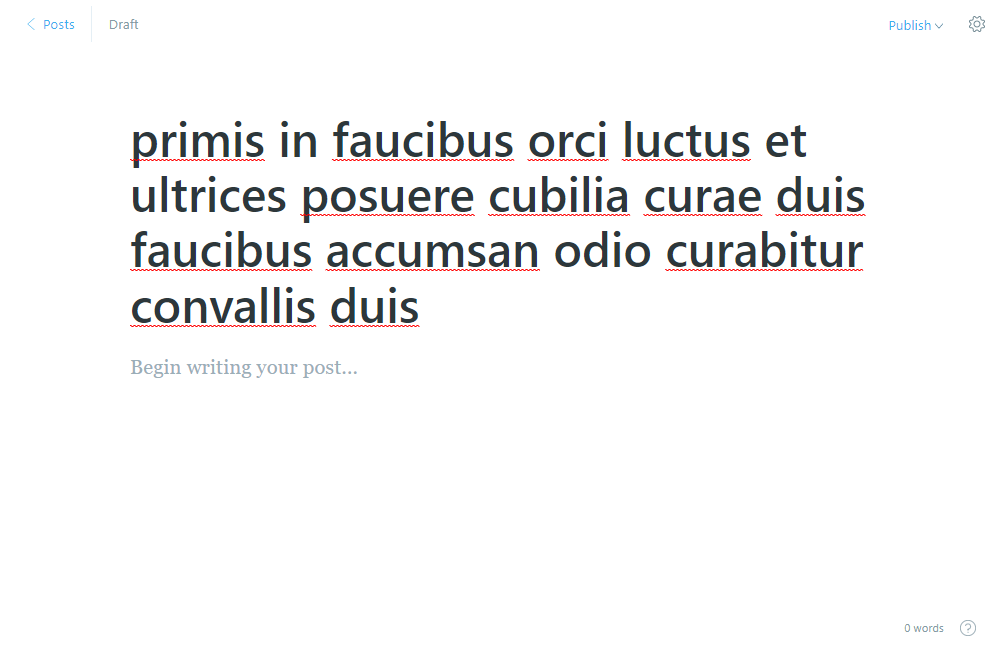 Posts
Draft
Publish
primis in faucibus orci luctus et
ultrices posuere cubilia curae duis
faucibus accumsan odio curabitur
convallis duis
Begin writing your post...
0 words
?